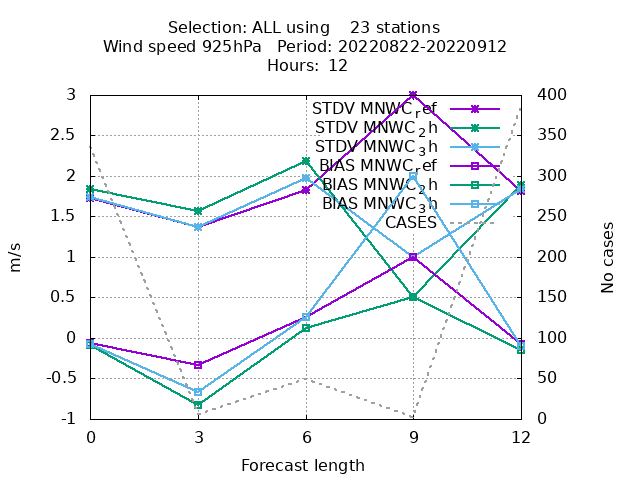 Selection: ALL using 23 stations
Wind speed 925hPa Period: 20220822-20220912
Hours: 12
3
2.5
2
1.5
1
0.5
0
-0.5
-1
400
350
300
250
200
150
100
50
0
STDV MNWC_ref
STDV MNWC_2h
STDV MNWC_3h
BIAS MNWC_ref
BIAS MNWC_2h
BIAS MNWC_3h
CASES
m/s
No cases
0 3 6 9 12
Forecast length